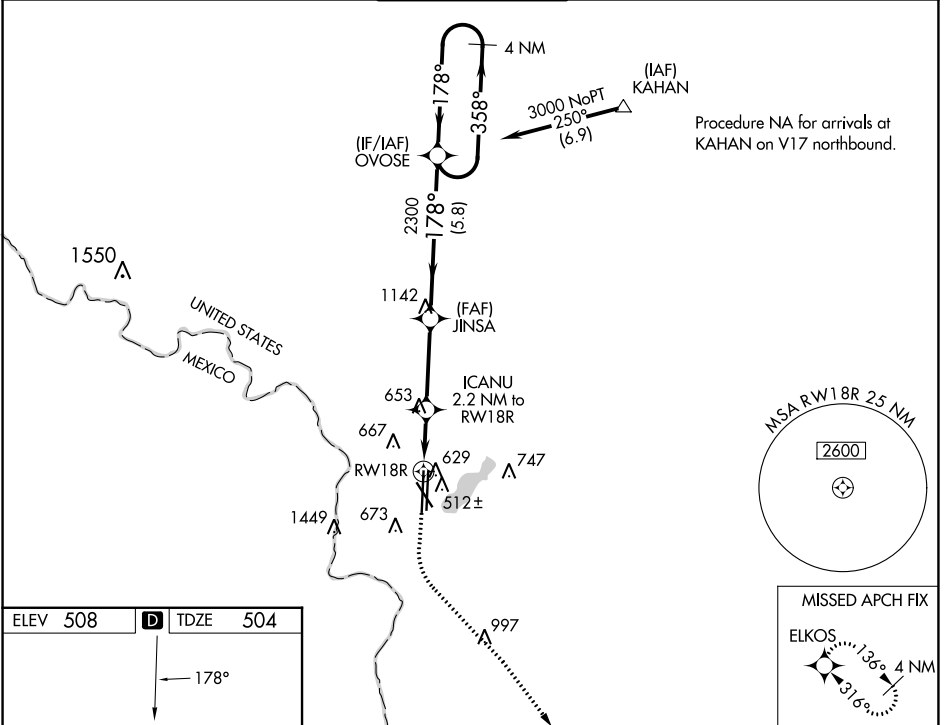 4 NM
178°
358°
(IAF)
KAHAN
3000 NoPT
250°
(6.9)
Procedure NA for arrivals at
KAHAN on V17 northbound.
(IF/IAF)
OVOSE
2300
178°
(5.8)
1550
1142
(FAF)
JINSA
UNITED STATES
MEXICO
ICANU
2.2 NM to
RW18R
653
667
RW18R
629
747
512±
1449
673
997
MSA RW18R 25 NM
2600
MISSED APCH FIX
ELKOS
136°
4 NM
316°
ELEV 508 D TDZE 504
178°